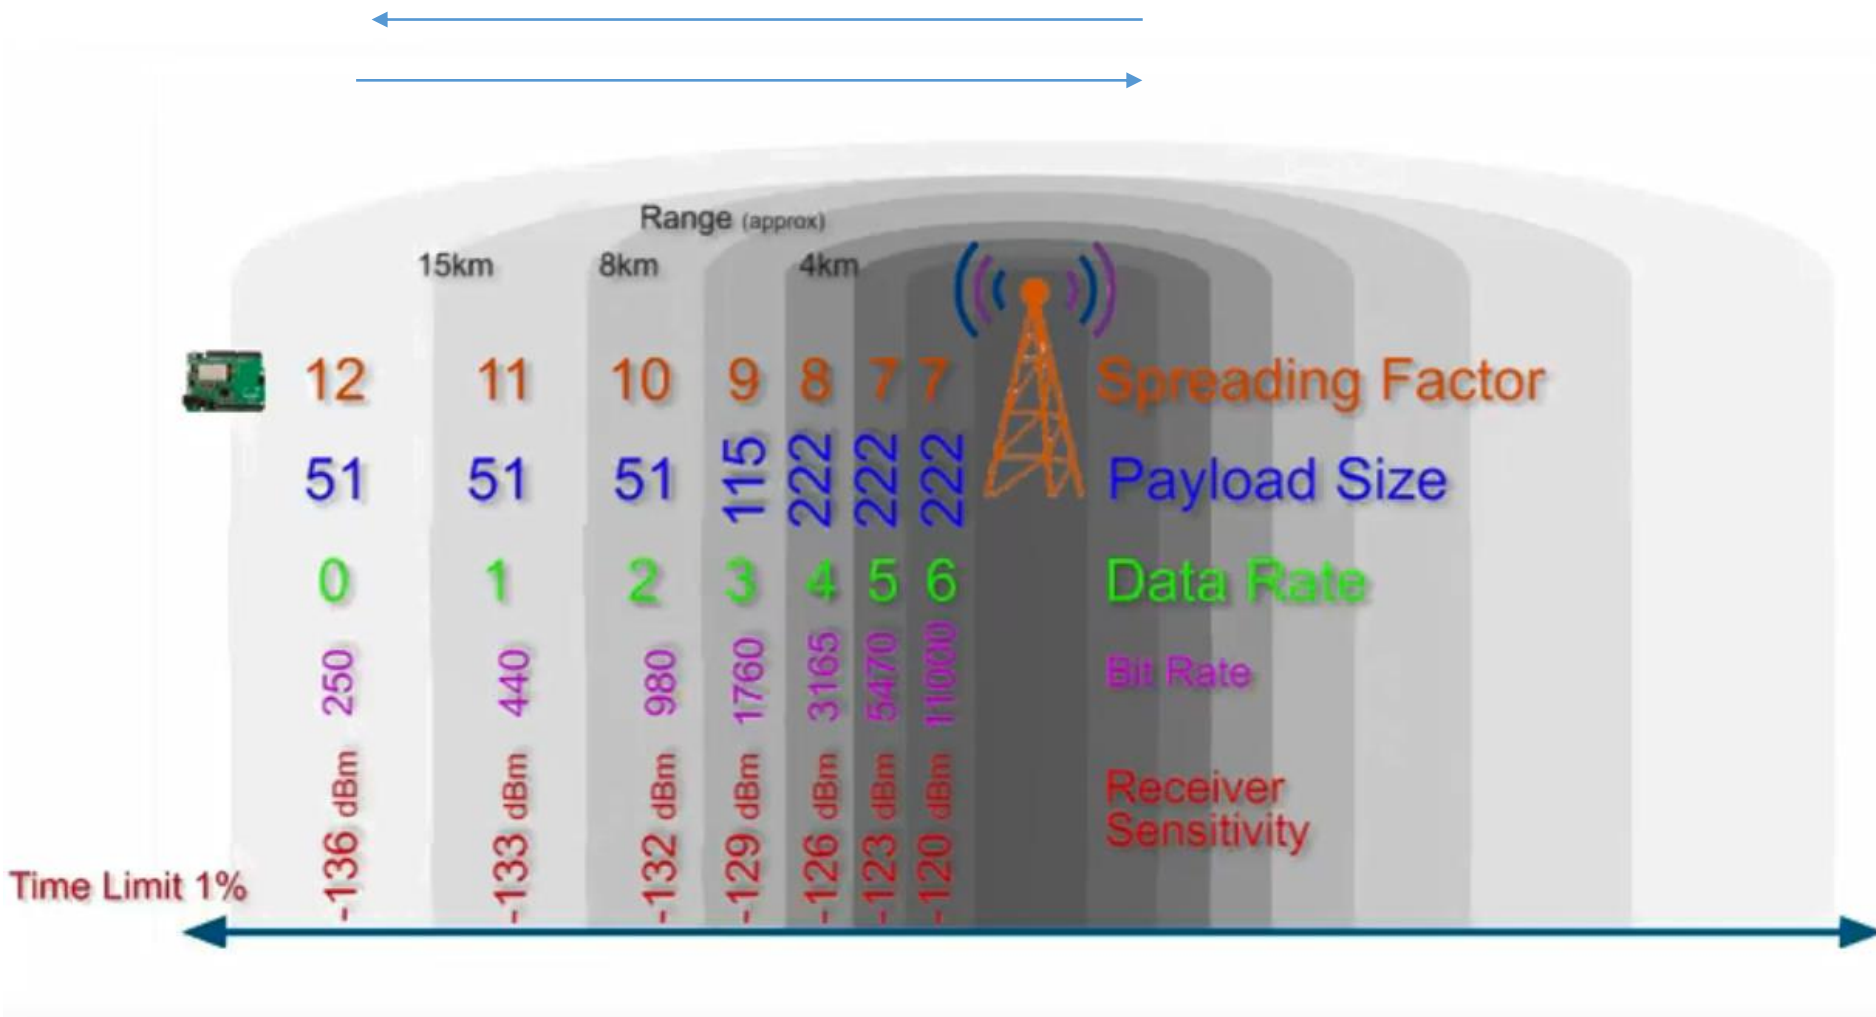 Range (approx)
15km 8km 4km
12 11 10 9 8 7 7 Spreading Factor
51 51 51 115 222 222 222 Payload Size
0 1 2 3 4 5 6 Data Rate
250 440 980 1760 3165 5470 11000 Bit Rate
-136 dBm -133 dBm -132 dBm -129 dBm -126 dBm -123 dBm -120 dBm Receiver
Sensitivity
Time Limit 1%